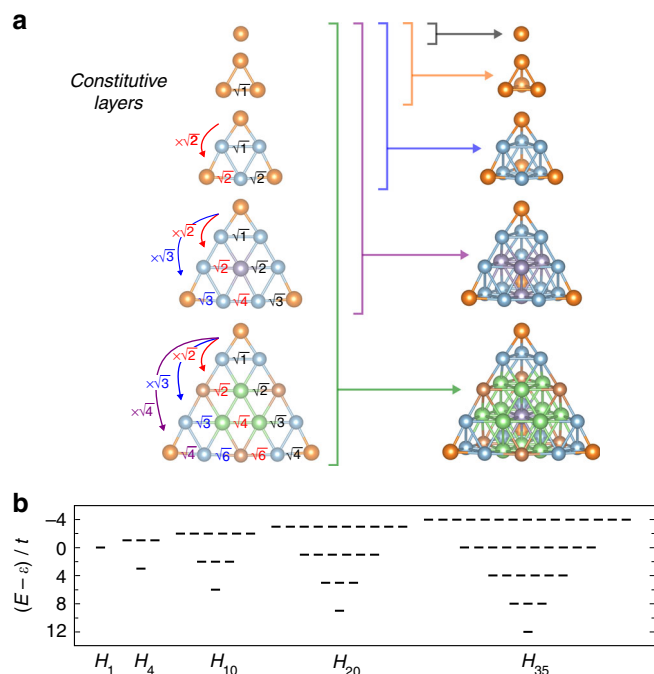 a
Constitutive
layers
√1
×√2
√1
√2 √2
×√2
×√3
√1
√2 √2
√3 √4 √3
×√2
×√3
×√4
√1
√2 √2
√3 √4 √3
√4 √6 √6 √4
b
(E − ε) / t
−4
0
4
8
12
H₁ H₄ H₁₀ H₂₀ H₃₅